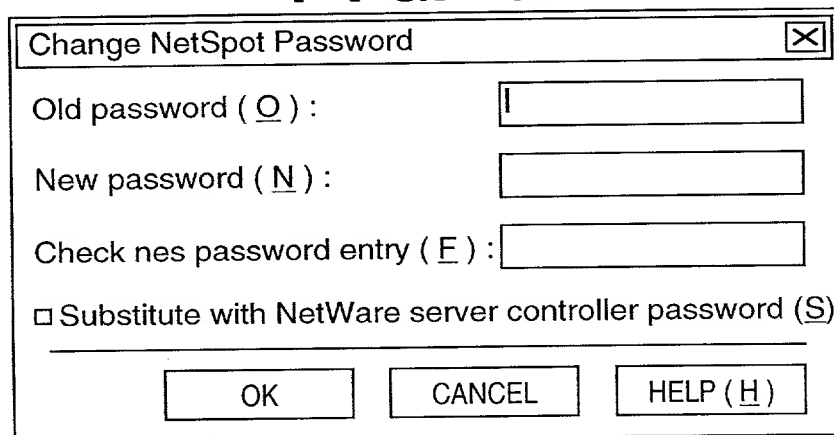 Change NetSpot Password
Old password ( O ) :
New password ( N ) :
Check nes password entry ( F ) :
Substitute with NetWare server controller password (S)
OK CANCEL HELP ( H )